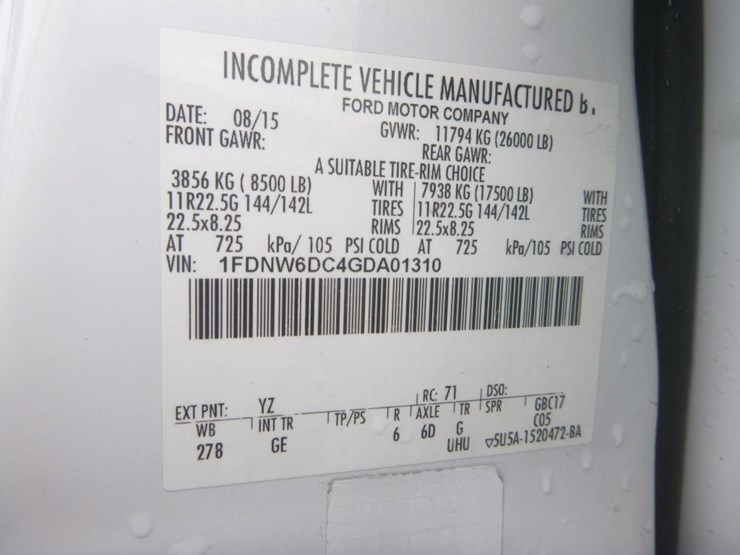 INCOMPLETE VEHICLE MANUFACTURED BY
FORD MOTOR COMPANY
DATE: 08/15 GVWR: 11794 KG (26000 LB)
FRONT GAWR: REAR GAWR:
A SUITABLE TIRE-RIM CHOICE
3856 KG ( 8500 LB) WITH 7938 KG (17500 LB) WITH
11R22.5G 144/142L TIRES 11R22.5G 144/142L TIRES
22.5x8.25 RIMS 22.5x8.25 RIMS
AT 725 kPa/ 105 PSI COLD AT 725 kPa/105 PSI COLD
VIN: 1FDNW6DC4GDA01310
EXT PNT: YZ RC: 71 DSO:
WB INT TR TP/PS R AXLE TR SPR GBC17
278 GE 6 6D G C05
UHU ▽5U5A-1520472-BA